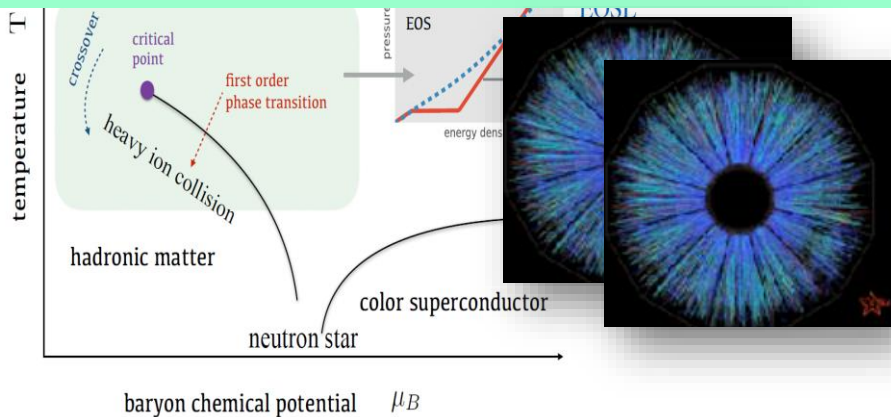 T
temperature
crossover
critical
point
first order
phase transition
heavy ion collision
pressure
EOS
energy dens
hadronic matter
color superconductor
neutron star
baryon chemical potential μB